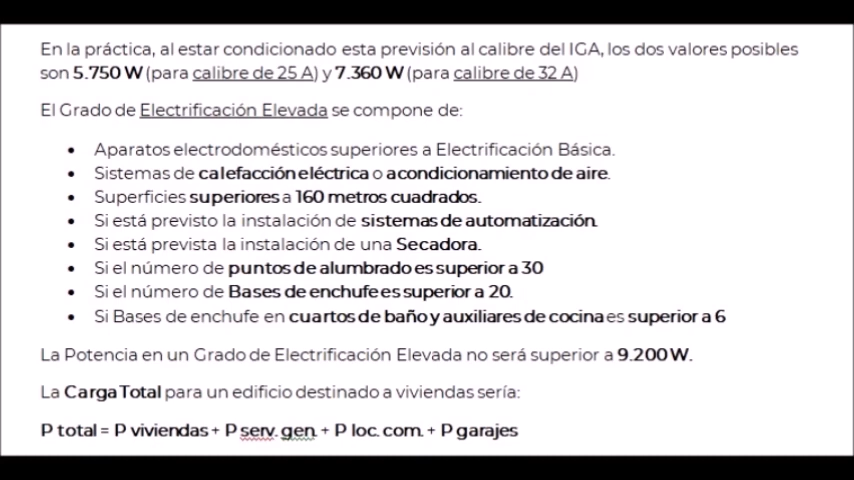 En la práctica, al estar condicionado esta previsión al calibre del IGA, los dos valores posibles
son 5.750 W (para calibre de 25 A) y 7.360 W (para calibre de 32 A)
El Grado de Electrificación Elevada se compone de:
• Aparatos electrodomésticos superiores a Electrificación Básica.
• Sistemas de calefacción eléctrica o acondicionamiento de aire.
• Superficies superiores a 160 metros cuadrados.
• Si está previsto la instalación de sistemas de automatización.
• Si está prevista la instalación de una Secadora.
• Si el número de puntos de alumbrado es superior a 30
• Si el número de Bases de enchufe es superior a 20.
• Si Bases de enchufe en cuartos de baño y auxiliares de cocina es superior a 6
La Potencia en un Grado de Electrificación Elevada no será superior a 9.200 W.
La Carga Total para un edificio destinado a viviendas sería:
P total = P viviendas + P serv. gen. + P loc. com. + P garajes